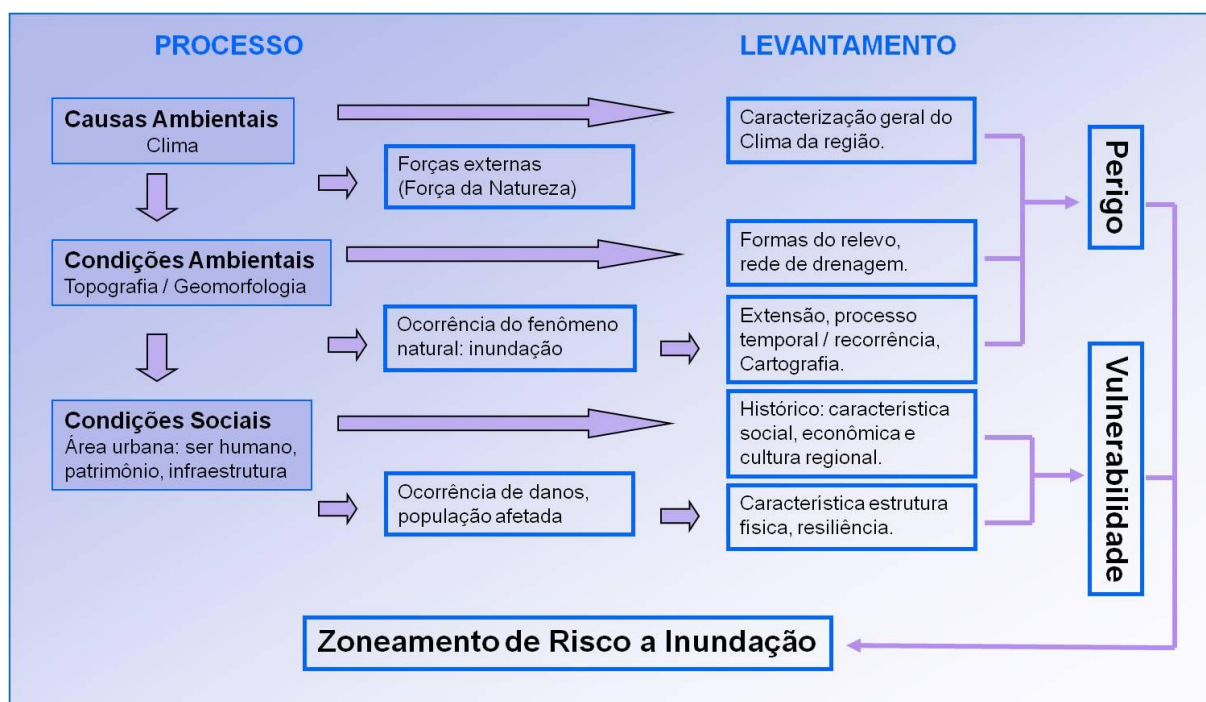 PROCESSO
LEVANTAMENTO
Causas Ambientais
Clima
Caracterização geral do
Clima da região.
Forças externas
(Força da Natureza)
Perigo
Condições Ambientais
Topografia / Geomorfologia
Formas do relevo,
rede de drenagem.
Ocorrência do fenômeno
natural: inundação
Extensão, processo
temporal / recorrência,
Cartografia.
Condições Sociais
Área urbana: ser humano,
patrimônio, infraestrutura
Histórico: característica
social, econômica e
cultura regional.
Ocorrência de danos,
população afetada
Característica estrutura
física, resiliência.
Vulnerabilidade
Zoneamento de Risco a Inundação